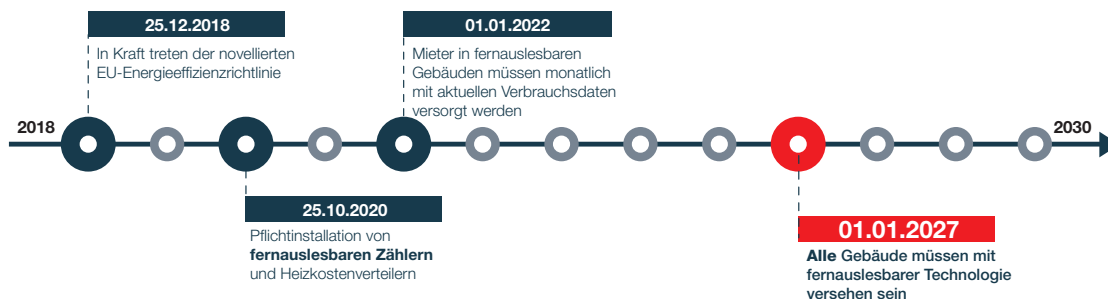 25.12.2018
In Kraft treten der novellierten
EU-Energieeffizienzrichtlinie
01.01.2022
Mieter in fernauslesbaren
Gebäuden müssen monatlich
mit aktuellen Verbrauchsdaten
versorgt werden
2018
2030
25.10.2020
Pflichtinstallation von
fernauslesbaren Zählern
und Heizkostenverteilern
01.01.2027
Alle Gebäude müssen mit
fernauslesbarer Technologie
versehen sein